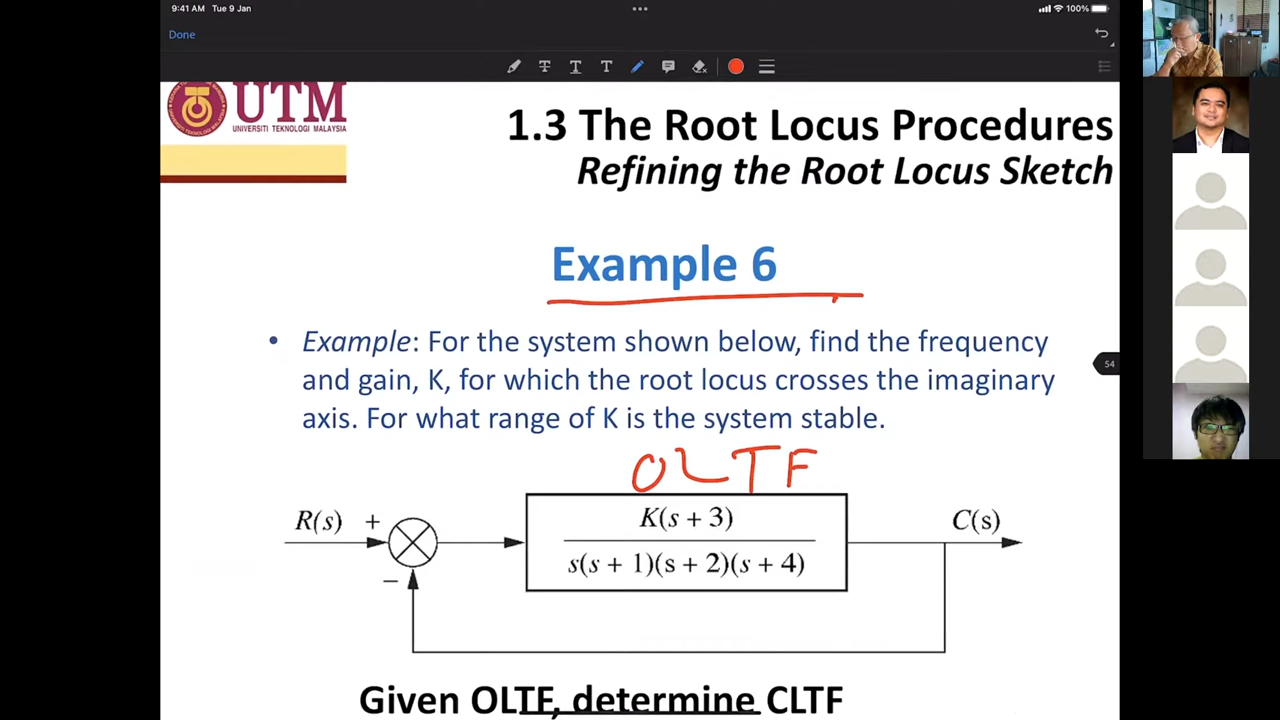 9:41 AM Tue 9 Jan
100%
Done
T T T
UTM
UNIVERSITI TEKNOLOGI MALAYSIA
1.3 The Root Locus Procedures
Refining the Root Locus Sketch
Example 6
• Example: For the system shown below, find the frequency
and gain, K, for which the root locus crosses the imaginary
axis. For what range of K is the system stable.
54
OLTF
R(s) +
K(s + 3)
s(s + 1)(s + 2)(s + 4)
C(s)
−
Given OLTF, determine CLTF